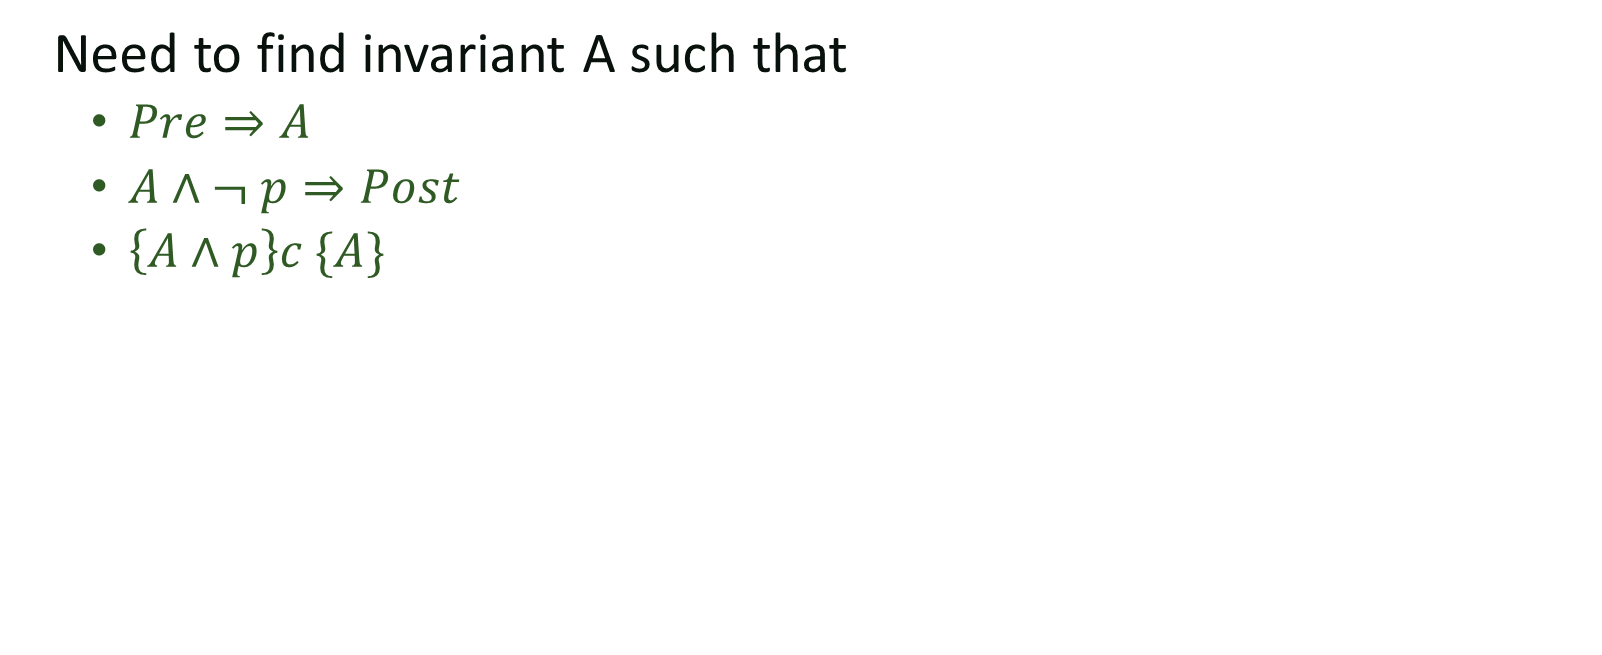 Need to find invariant A such that
• Pre ⇒ A
• A ∧ ¬ p ⇒ Post
• {A ∧ p}c {A}